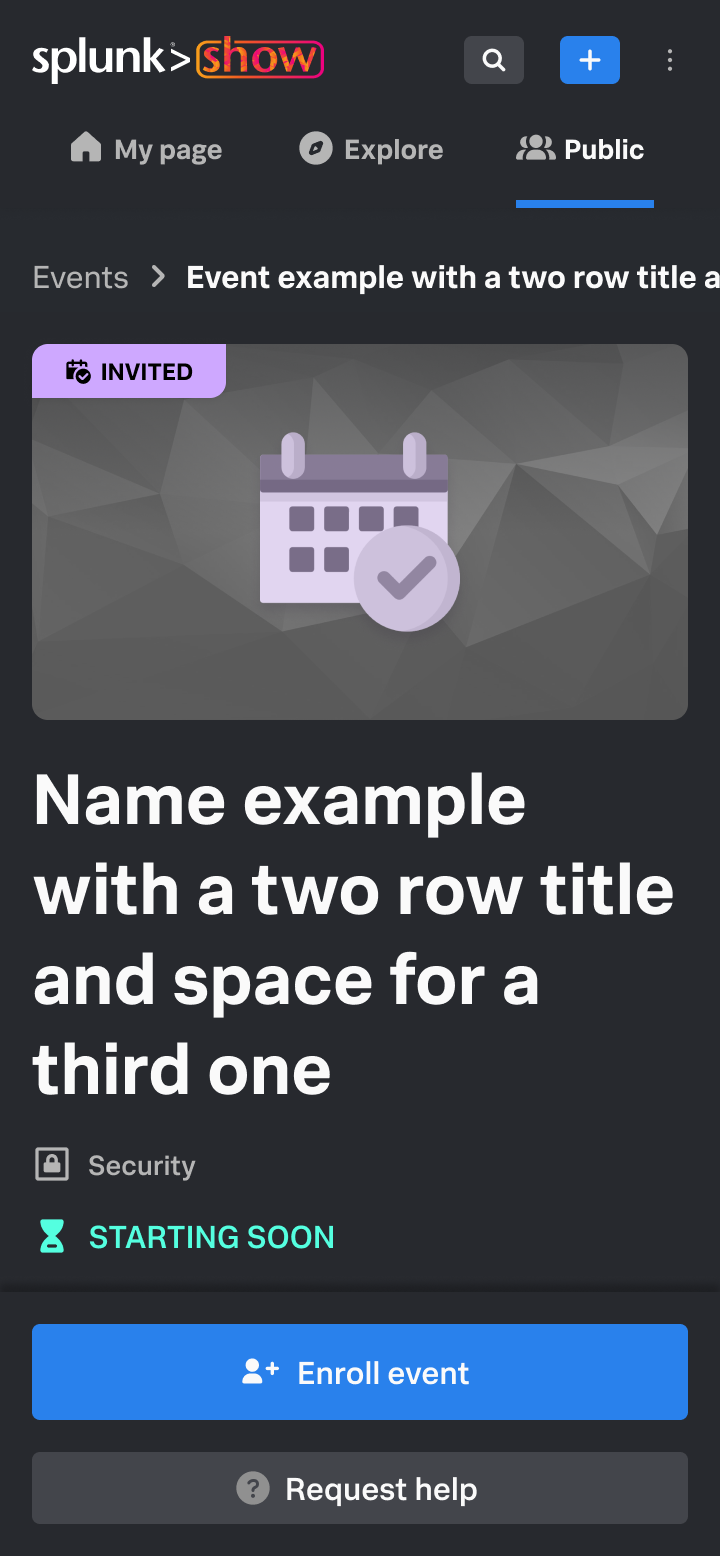 splunk> show
My page Explore Public
Events > Event example with a two row title a
INVITED
Name example
with a two row title
and space for a
third one
Security
STARTING SOON
Enroll event
Request help